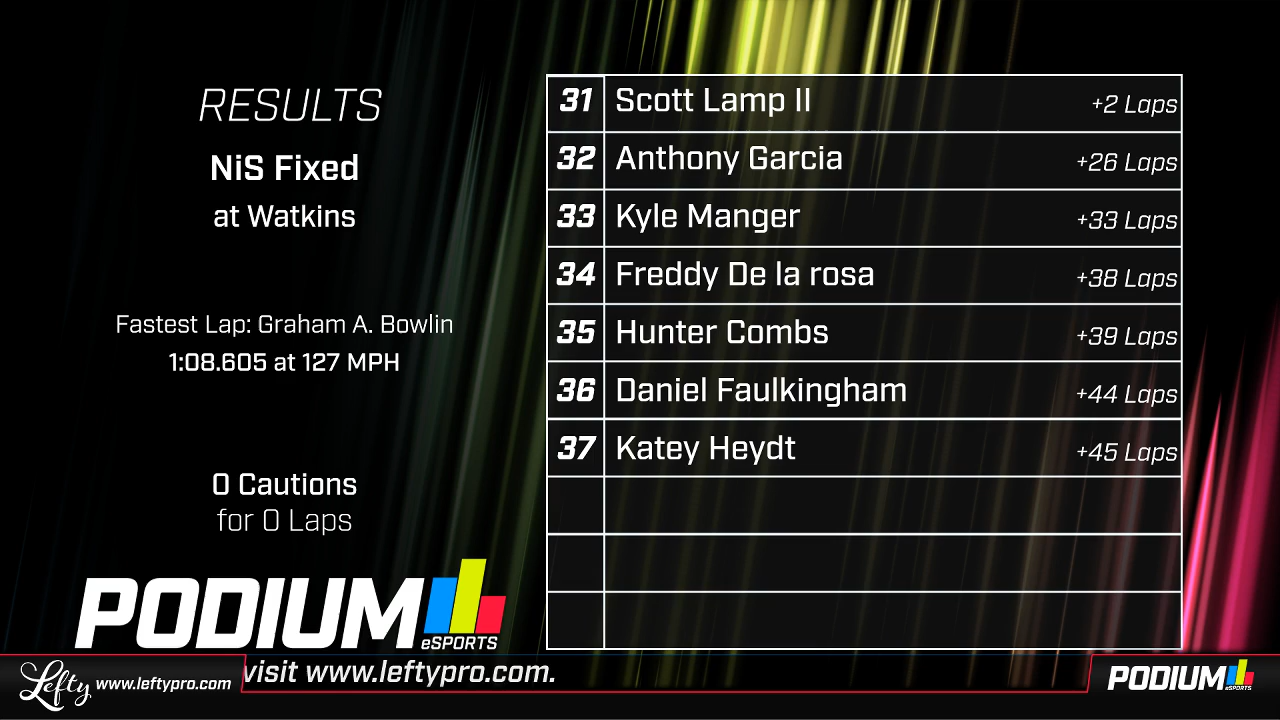 RESULTS
NiS Fixed
at Watkins
Fastest Lap: Graham A. Bowlin
1:08.605 at 127 MPH
0 Cautions
for 0 Laps
PODIUM
eSPORTS
31 Scott Lamp II +2 Laps
32 Anthony Garcia +26 Laps
33 Kyle Manger +33 Laps
34 Freddy De la rosa +38 Laps
35 Hunter Combs +39 Laps
36 Daniel Faulkingham +44 Laps
37 Katey Heydt +45 Laps
Lefty www.leftypro.com
visit www.leftypro.com.
PODIUM
eSPORTS